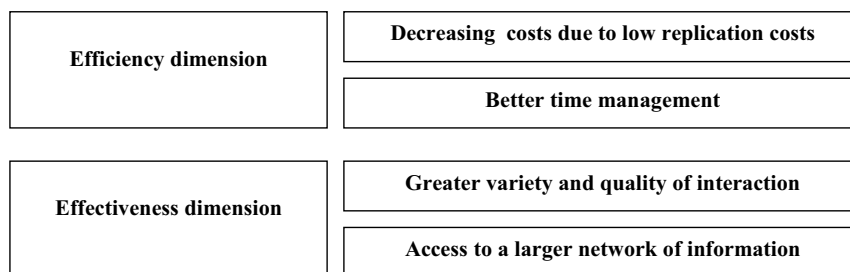 Efficiency dimension
Decreasing costs due to low replication costs
Better time management
Effectiveness dimension
Greater variety and quality of interaction
Access to a larger network of information